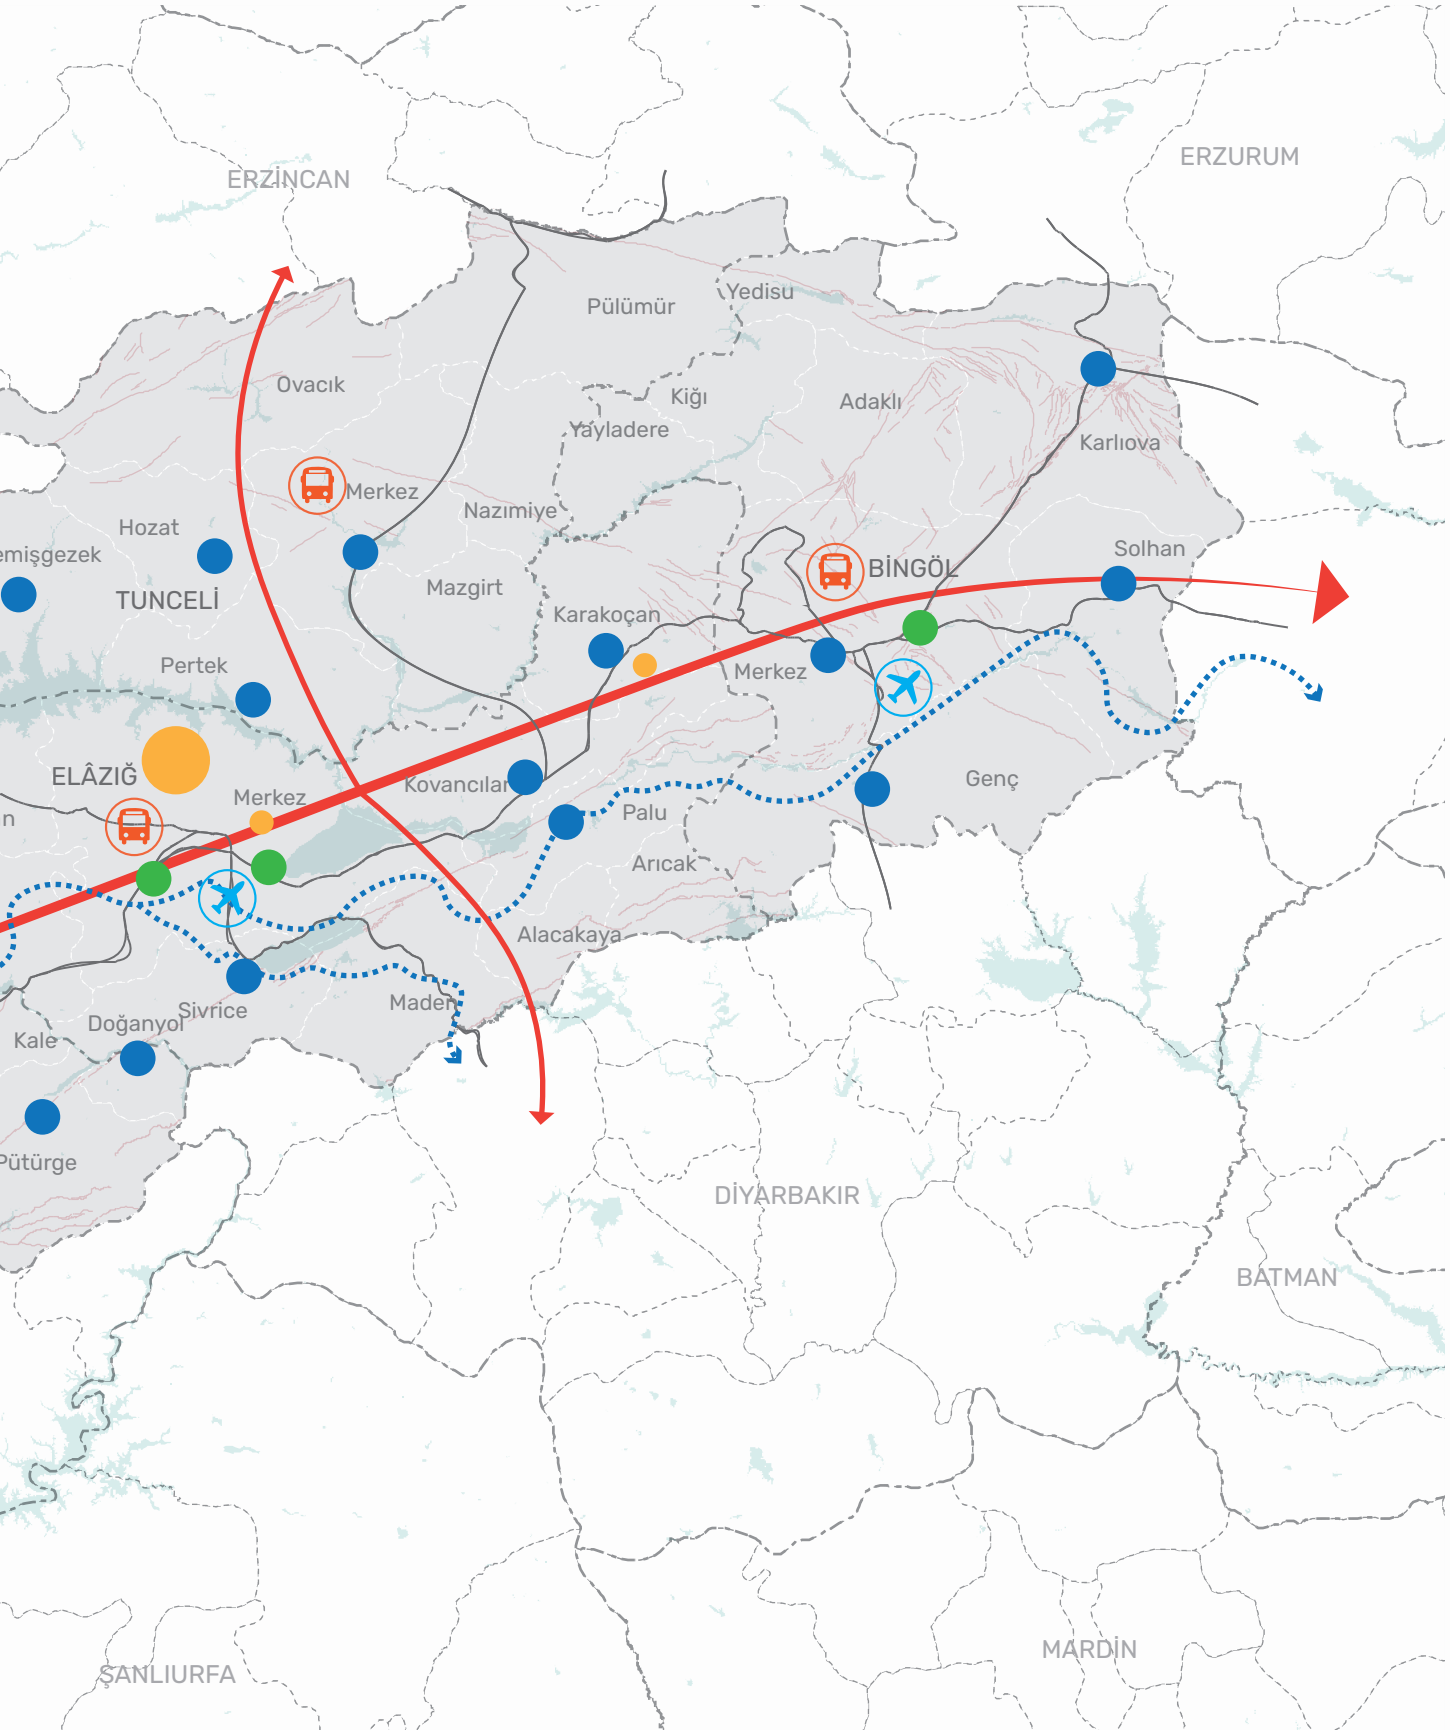 ERZURUM
ERZİNCAN
Yedisu
Pülümür
Ovacık
Kiğı
Adaklı
Yayladere
Karlıova
Merkez
Nazımiye
Hozat
Solhan
emişgezek
BİNGÖL
Mazgirt
TUNCELİ
Karakoçan
Pertek
Merkez
ELÂZIĞ
Genç
Kovancılar
Merkez
Palu
n
Arıcak
Alacakaya
Maden
Sivrice
Doğanyol
Kale
Pütürge
DİYARBAKIR
BATMAN
MARDİN
ŞANLIURFA